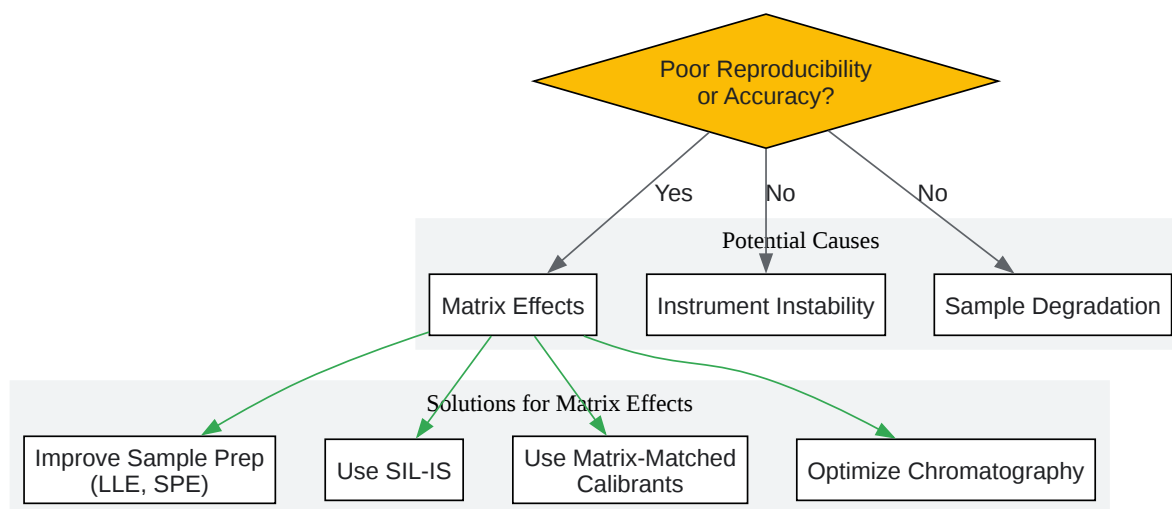 Poor Reproducibility
or Accuracy?
Yes
No
No
Potential Causes
Matrix Effects
Instrument Instability
Sample Degradation
Solutions for Matrix Effects
Improve Sample Prep
(LLE, SPE)
Use SIL-IS
Use Matrix-Matched
Calibrants
Optimize Chromatography